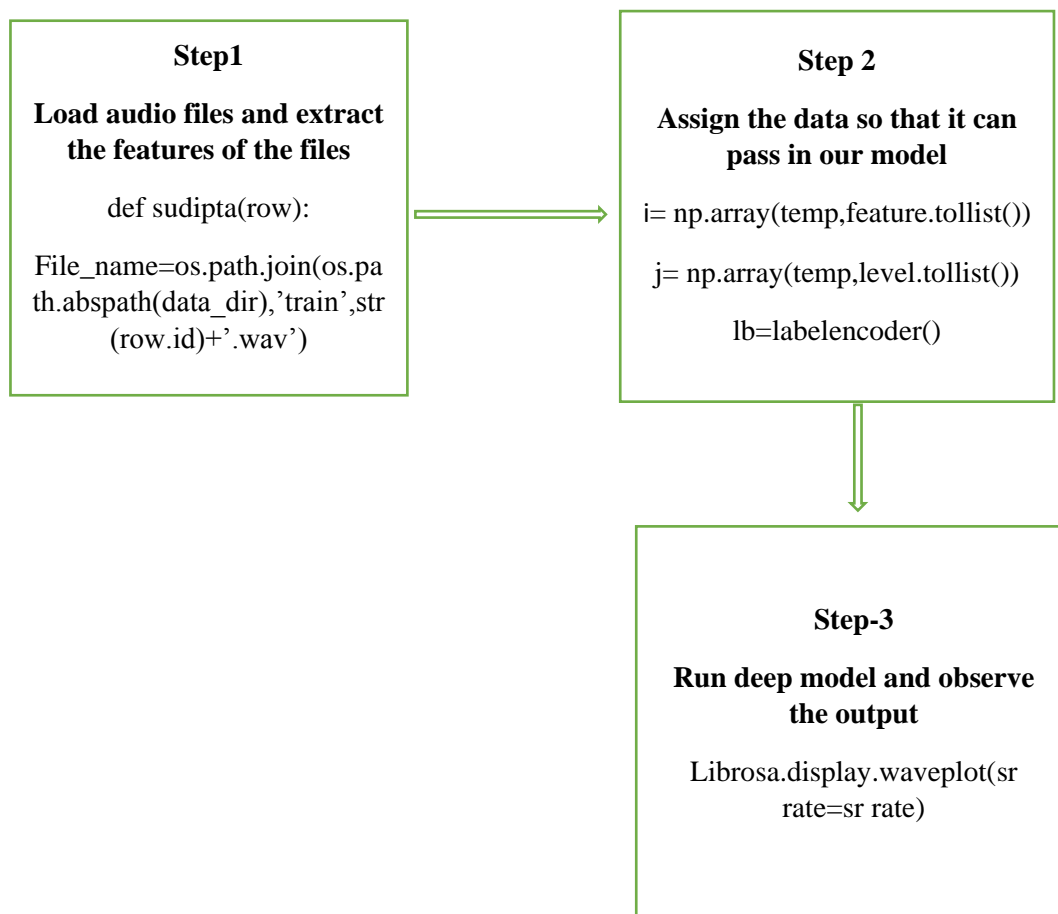 Step1
Load audio files and extract
the features of the files
def sudipta(row):
File_name=os.path.join(os.pa
th.abspath(data_dir),’train’,str
(row.id)+’.wav’)
Step 2
Assign the data so that it can
pass in our model
i= np.array(temp,feature.tollist())
j= np.array(temp,level.tollist())
lb=labelencoder()
Step-3
Run deep model and observe
the output
Librosa.display.waveplot(sr
rate=sr rate)